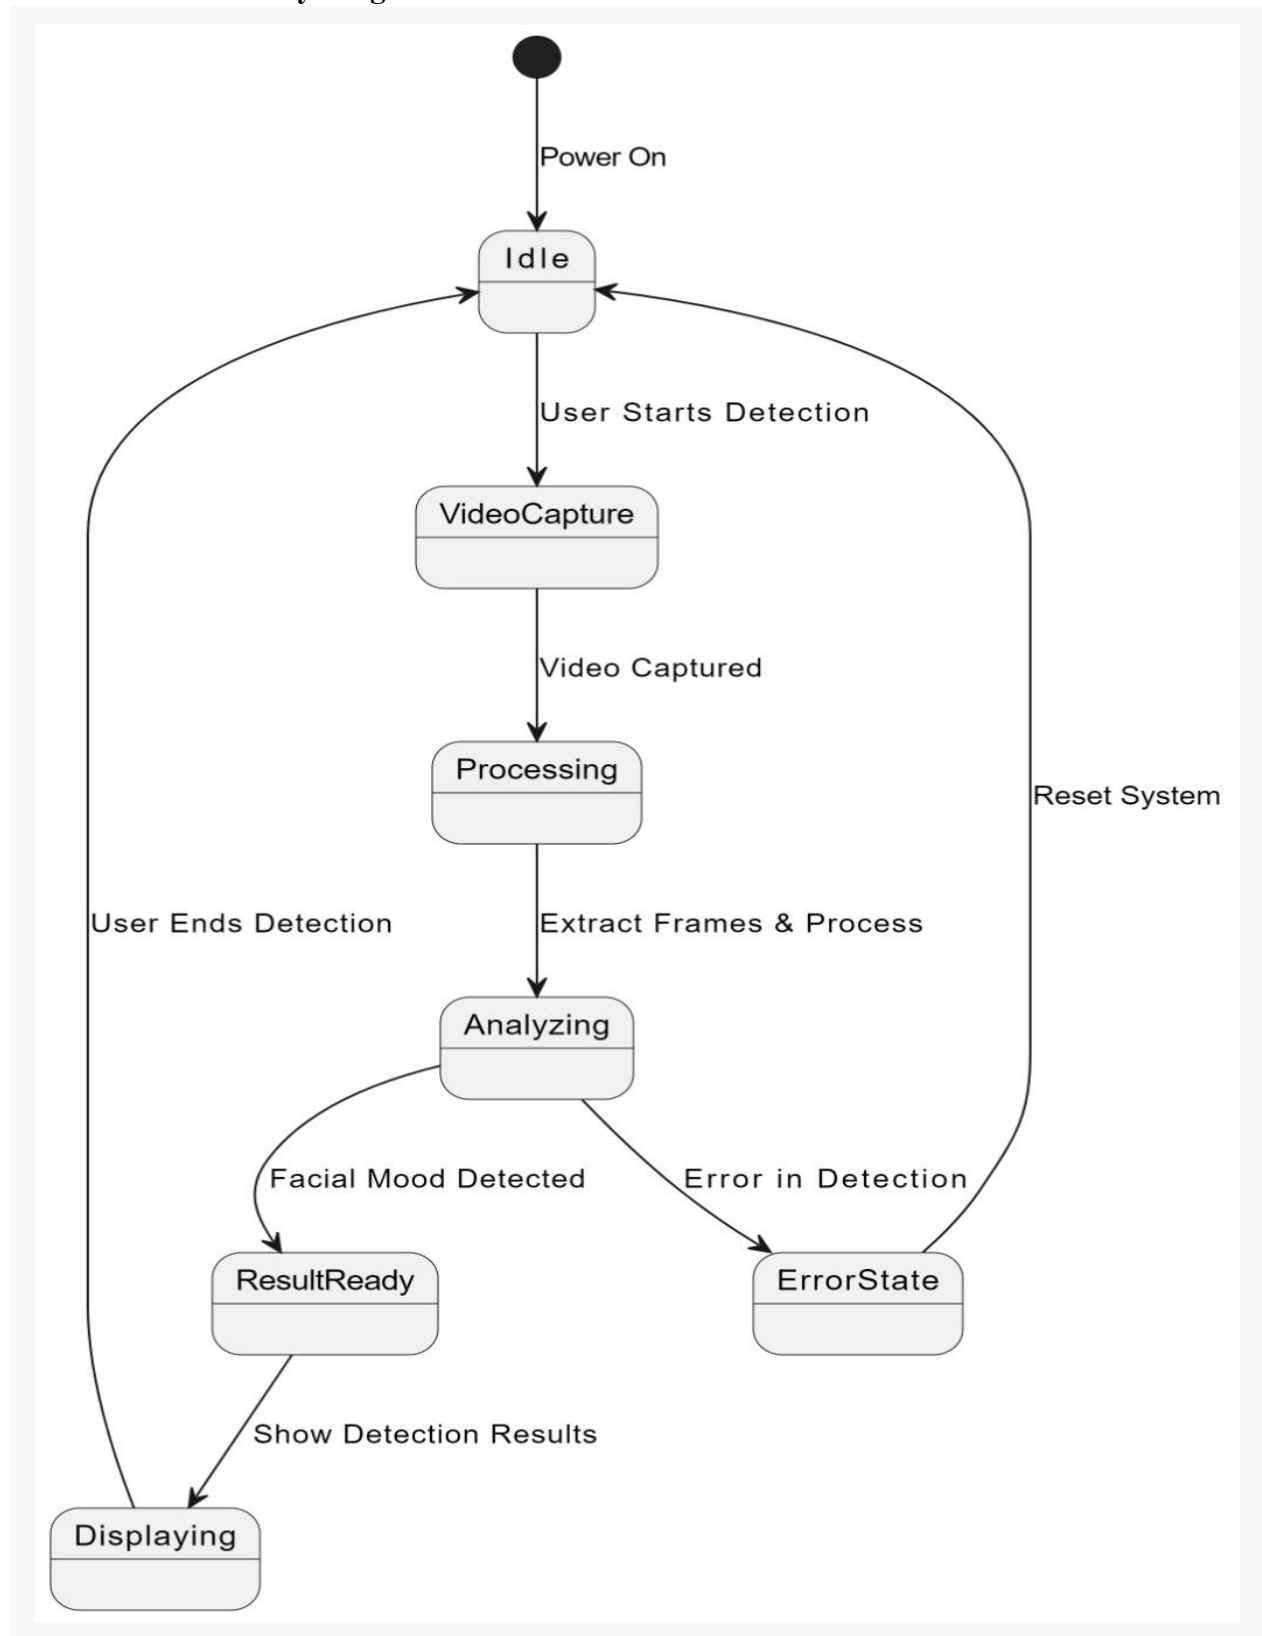 Power On
Idle
User Starts Detection
VideoCapture
Video Captured
Processing
Reset System
User Ends Detection
Extract Frames & Process
Analyzing
Facial Mood Detected
Error in Detection
ResultReady
ErrorState
Show Detection Results
Displaying